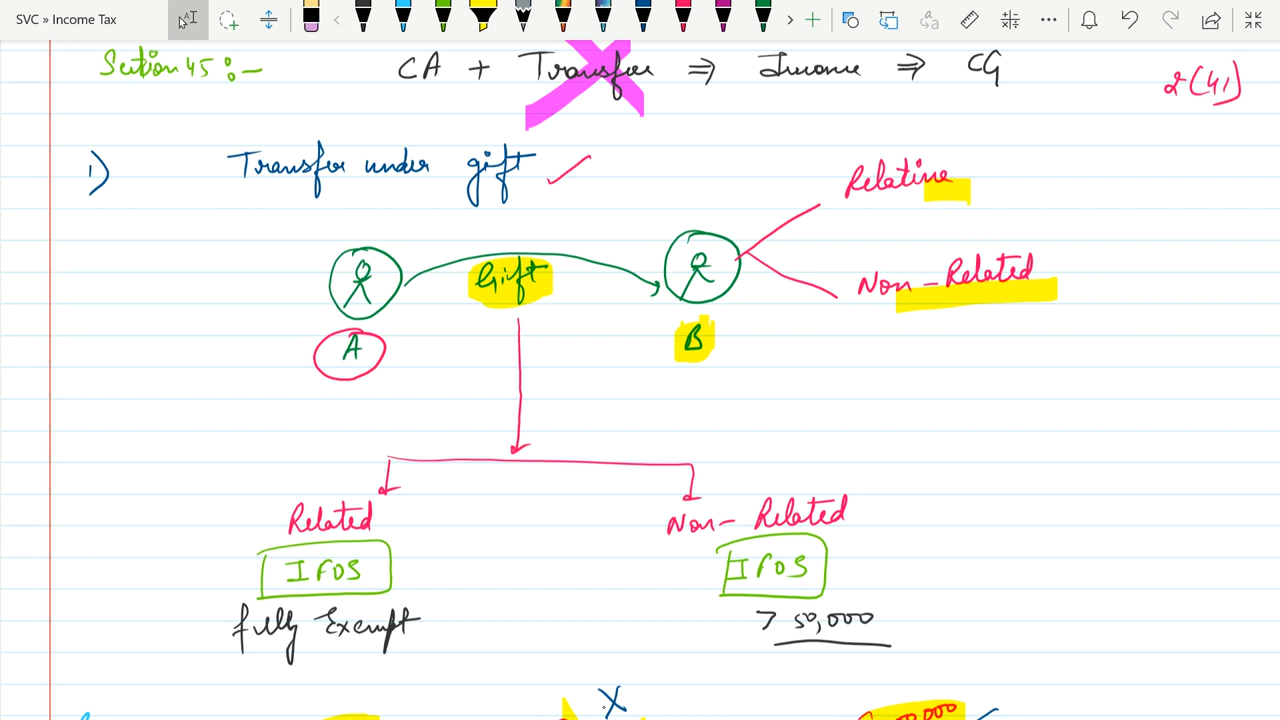 SVC » Income Tax
Section 45 :- CA + Transfer ⇒ Income ⇒ CG
2(41)
1) Transfer under gift ✓
Relative
Gift
Non-Related
A
B
Related
Non-Related
IFOS
IFOS
fully Exempt
> 50,000
X